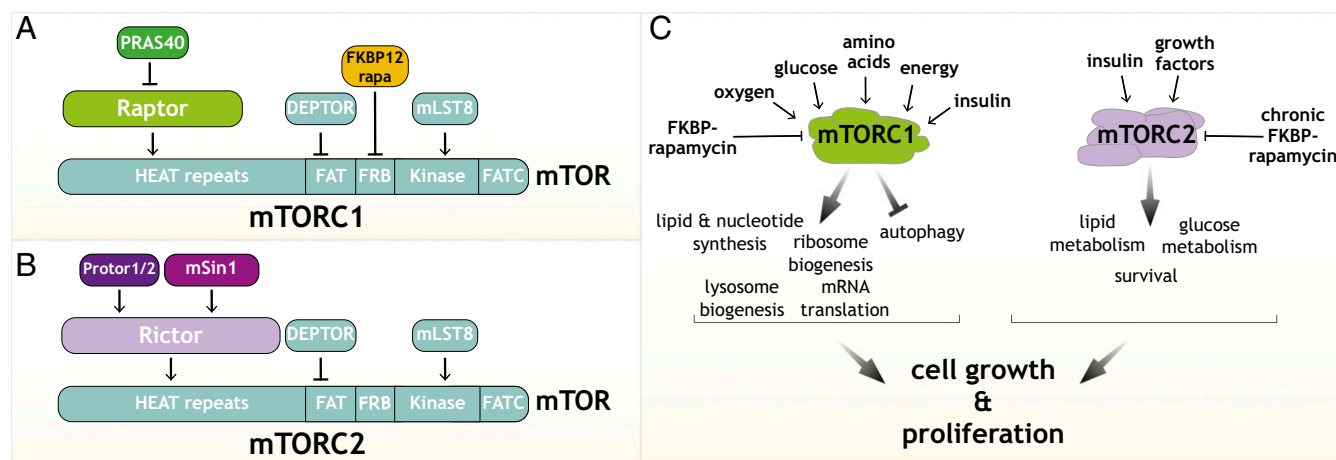 A
PRAS40
Raptor
FKBP12
rapa
DEPTOR
mLST8
HEAT repeats
FAT
FRB
Kinase
FATC
mTOR
mTORC1
B
Protor1/2
mSin1
Rictor
DEPTOR
mLST8
HEAT repeats
FAT
FRB
Kinase
FATC
mTOR
mTORC2
C
oxygen
glucose
amino
acids
energy
insulin
FKBP-
rapamycin
mTORC1
lipid & nucleotide
synthesis
ribosome
biogenesis
autophagy
lysosome
biogenesis
mRNA
translation
insulin
growth
factors
mTORC2
chronic
FKBP-
rapamycin
lipid
metabolism
glucose
metabolism
survival
cell growth
&
proliferation